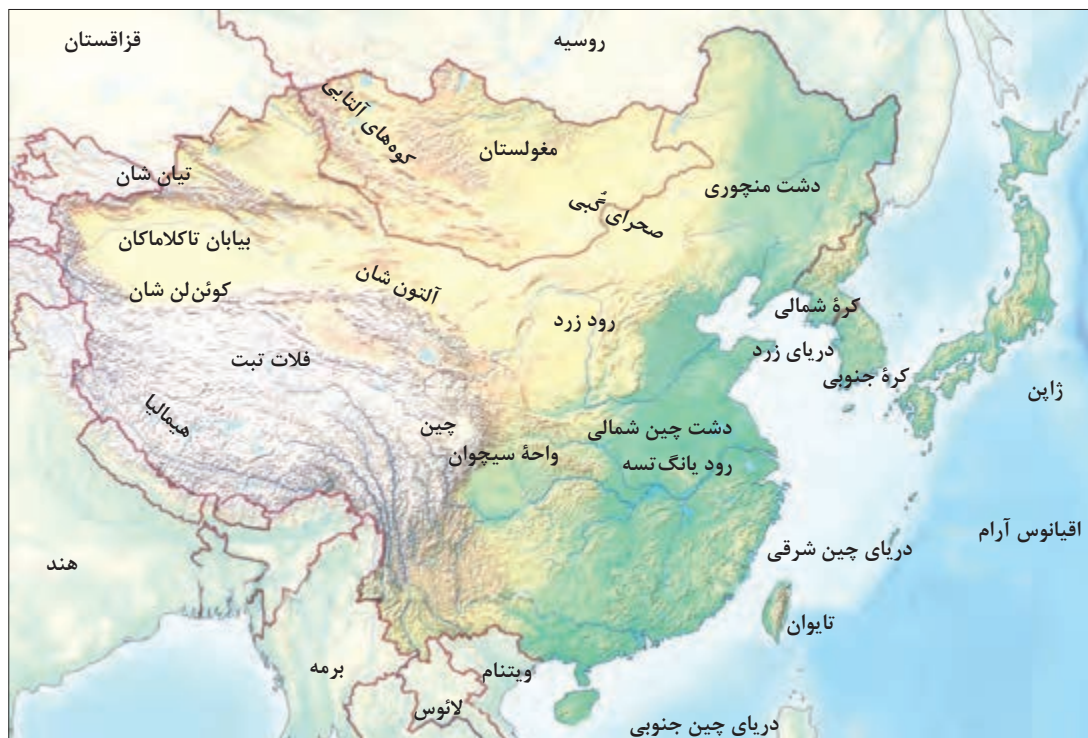 قزاقستان
روسیه
کوه‌های آلتایی
مغولستان
تیان شان
دشت منچوری
صحرای گُبی
بیابان تاکلاماکان
آلتون شان
کوئن‌لن شان
رود زرد
کرهٔ شمالی
دریای زرد
فلات تبت
کرهٔ جنوبی
ژاپن
هیمالیا
چین
دشت چین شمالی
واحهٔ سیچوان
رود یانگ‌تسه
اقیانوس آرام
دریای چین شرقی
هند
تایوان
برمه
ویتنام
لائوس
دریای چین جنوبی